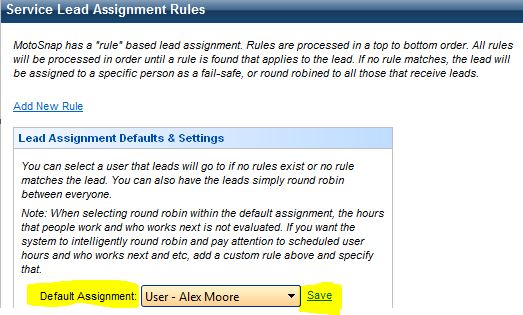 Service Lead Assignment Rules
MotoSnap has a "rule" based lead assignment. Rules are processed in a top to bottom order. All rules
will be processed in order until a rule is found that applies to the lead. If no rule matches, the lead will
be assigned to a specific person as a fail-safe, or round robined to all those that receive leads.
Add New Rule
Lead Assignment Defaults & Settings
You can select a user that leads will go to if no rules exist or no rule
matches the lead. You can also have the leads simply round robin
between everyone.
Note: When selecting round robin within the default assignment, the hours
that people work and who works next is not evaluated. If you want the
system to intelligently round robin and pay attention to scheduled user
hours and who works next and etc, add a custom rule above and specify
that.
Default Assignment: User - Alex Moore Save